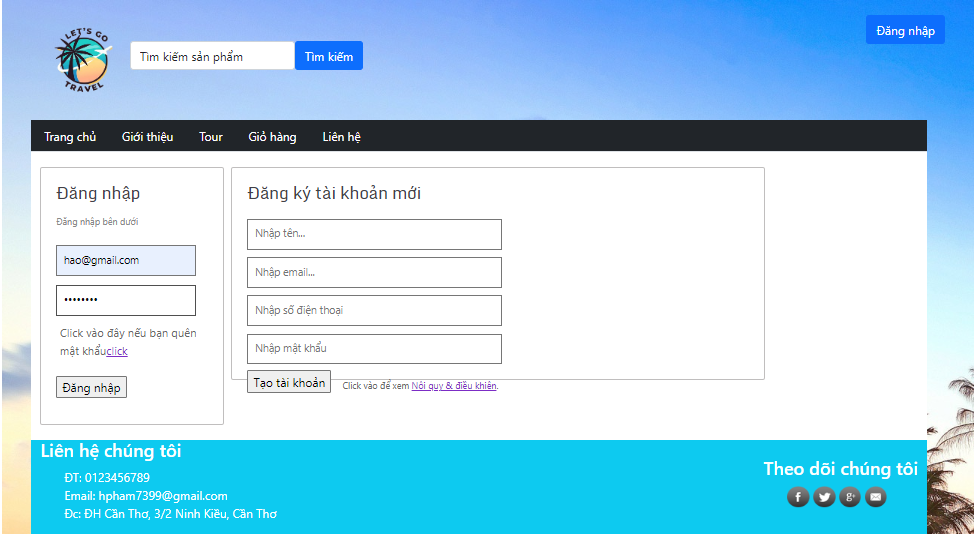 LET'S GO
TRAVEL
Tìm kiếm sản phẩm
Tìm kiếm
Đăng nhập
Trang chủ
Giới thiệu
Tour
Giỏ hàng
Liên hệ
Đăng nhập
Đăng nhập bên dưới
hao@gmail.com
••••••••
Click vào đây nếu bạn quên
mật khẩuclick
Đăng nhập
Đăng ký tài khoản mới
Nhập tên...
Nhập email...
Nhập số điện thoại
Nhập mật khẩu
Tạo tài khoản
Click vào để xem Nôi quy & điều khiên.
Liên hệ chúng tôi
ĐT: 0123456789
Email: hpham7399@gmail.com
Đc: ĐH Cần Thơ, 3/2 Ninh Kiều, Cần Thơ
Theo dõi chúng tôi